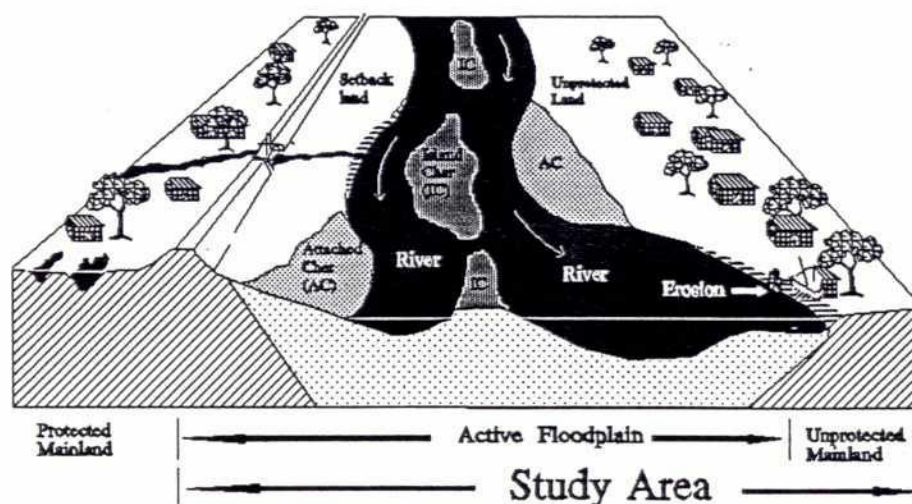 IC
Setback
land
Unprotected
Land
Island
Char
(IC)
AC
Attached
Char
(AC)
River
River
IC
Erosion
Protected
Mainland
Active Floodplain
Unprotected
Mainland
Study Area